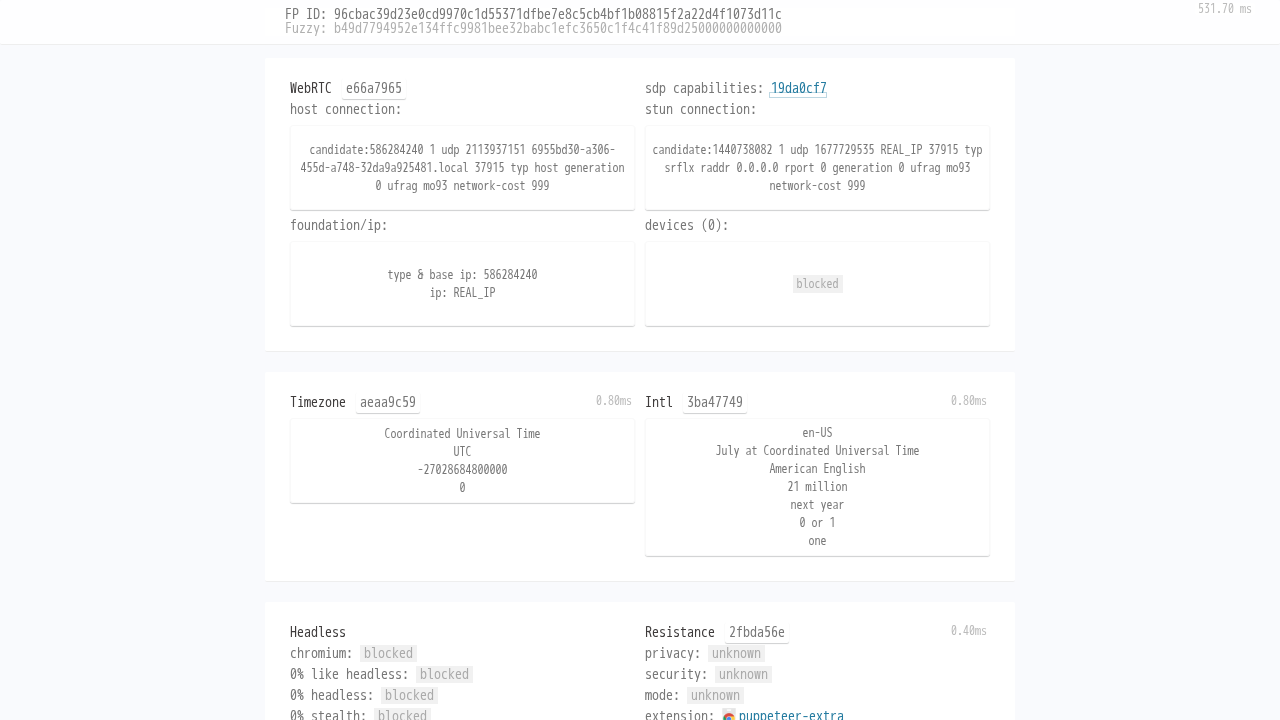 FP ID: 96cbac39d23e0cd9970c1d55371dfbe7e8c5cb4bf1b08815f2a22d4f1073d11c
Fuzzy: b49d7794952e134ffc9981bee32babc1efc3650c1f4c41f89d25000000000000
531.70 ms
WebRTC e66a7965
host connection:
candidate:586284240 1 udp 2113937151 6955bd30-a306-
455d-a748-32da9a925481.local 37915 typ host generation
0 ufrag mo93 network-cost 999
foundation/ip:
type & base ip: 586284240
ip: REAL_IP
sdp capabilities: 19da0cf7
stun connection:
candidate:1440738082 1 udp 1677729535 REAL_IP 37915 typ
srflx raddr 0.0.0.0 rport 0 generation 0 ufrag mo93
network-cost 999
devices (0):
blocked
Timezone aeaa9c59 0.80ms
Coordinated Universal Time
UTC
-27028684800000
0
Intl 3ba47749 0.80ms
en-US
July at Coordinated Universal Time
American English
21 million
next year
0 or 1
one
Headless
chromium: blocked
0% like headless: blocked
0% headless: blocked
0% stealth: blocked
Resistance 2fbda56e 0.40ms
privacy: unknown
security: unknown
mode: unknown
extension: puppeteer-extra